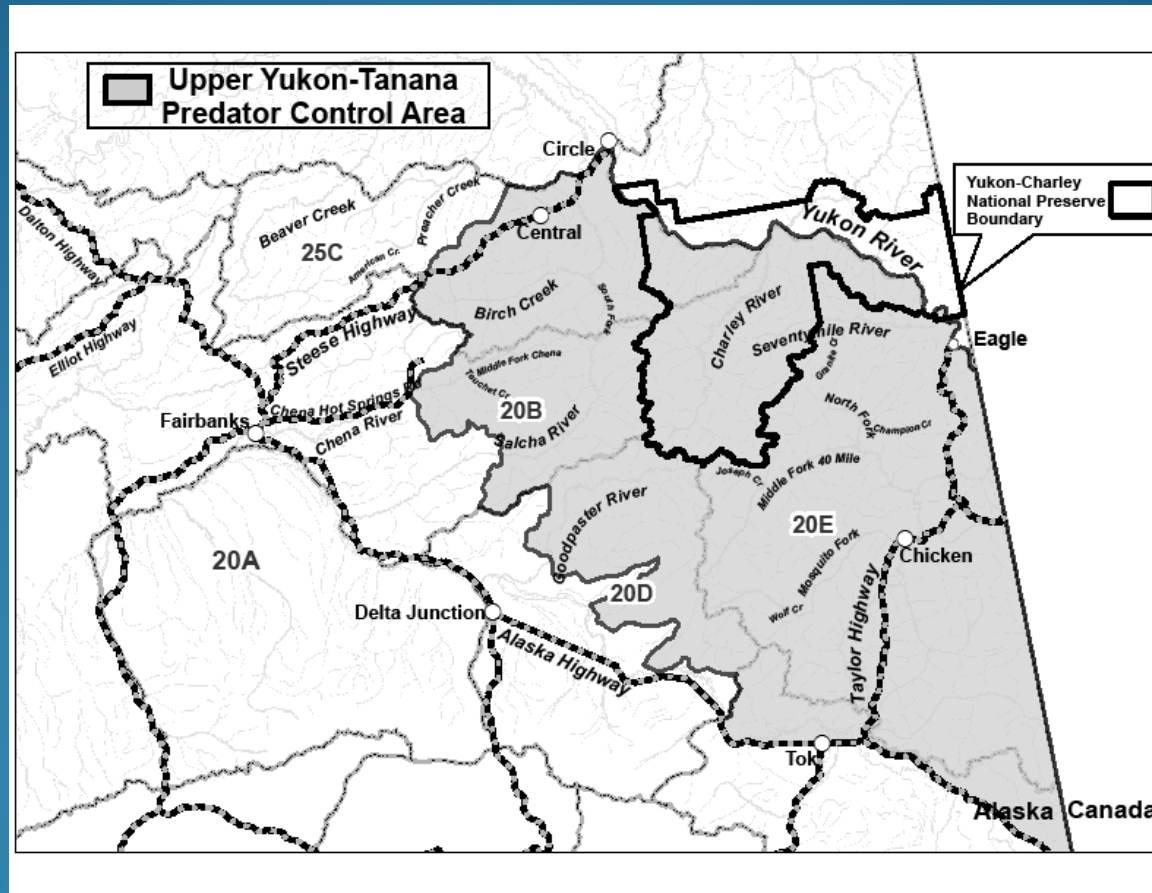 Upper Yukon-Tanana
Predator Control Area
Circle
Yukon-Charley
National Preserve
Boundary
Preacher Creek
Beaver Creek
Dalton Highway
Central
Yukon River
25C
American Cr.
Birch Creek
South Fork
Charley River
Steese Highway
Elliot Highway
Seventymile River
Eagle
Granite Cr
Middle Fork Chena
Touchet Cr
Chena Hot Springs Rd
20B
North Fork
Champion Cr
Fairbanks
Chena River
Salcha River
Joseph Cr
Middle Fork 40 Mile
Goodpaster River
20E
20A
Mosquito Fork
Chicken
20D
Wolf Cr
Delta Junction
Alaska Highway
Taylor Highway
Tok
Alaska
Canada